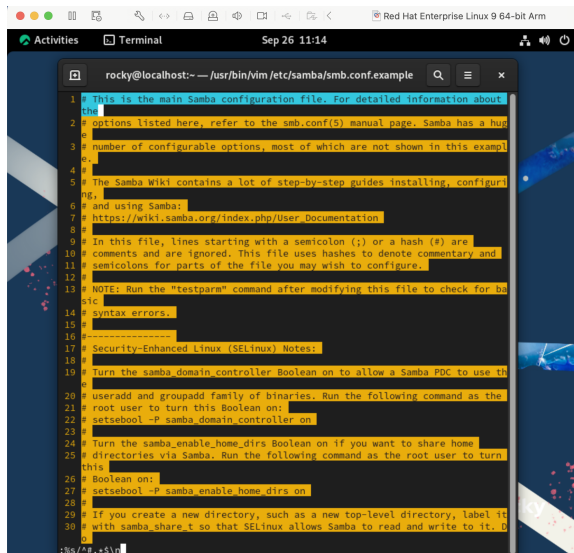 Red Hat Enterprise Linux 9 64-bit Arm
Activities Terminal Sep 26 11:14
rocky@localhost:~ — /usr/bin/vim /etc/samba/smb.conf.example
1 # This is the main Samba configuration file. For detailed information about
the
2 # options listed here, refer to the smb.conf(5) manual page. Samba has a hug
e
3 # number of configurable options, most of which are not shown in this exampl
e.
4 #
5 # The Samba Wiki contains a lot of step-by-step guides installing, configuri
ng,
6 # and using Samba:
7 # https://wiki.samba.org/index.php/User_Documentation
8 #
9 # In this file, lines starting with a semicolon (;) or a hash (#) are
10 # comments and are ignored. This file uses hashes to denote commentary and
11 # semicolons for parts of the file you may wish to configure.
12 #
13 # NOTE: Run the "testparm" command after modifying this file to check for ba
sic
14 # syntax errors.
15 #
16 #---------------
17 # Security-Enhanced Linux (SELinux) Notes:
18 #
19 # Turn the samba_domain_controller Boolean on to allow a Samba PDC to use th
e
20 # useradd and groupadd family of binaries. Run the following command as the
21 # root user to turn this Boolean on:
22 # setsebool -P samba_domain_controller on
23 #
24 # Turn the samba_enable_home_dirs Boolean on if you want to share home
25 # directories via Samba. Run the following command as the root user to turn
this
26 # Boolean on:
27 # setsebool -P samba_enable_home_dirs on
28 #
29 # If you create a new directory, such as a new top-level directory, label it
30 # with samba_share_t so that SELinux allows Samba to read and write to it. D
o
:%s/^#.*$\n